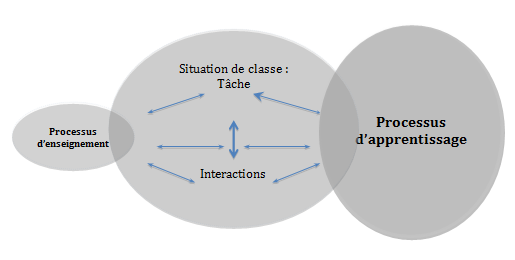 Situation de classe :
Tâche
Processus
d'enseignement
Processus
d'apprentissage
Interactions